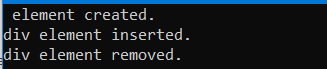 element created.
div element inserted.
div element removed.